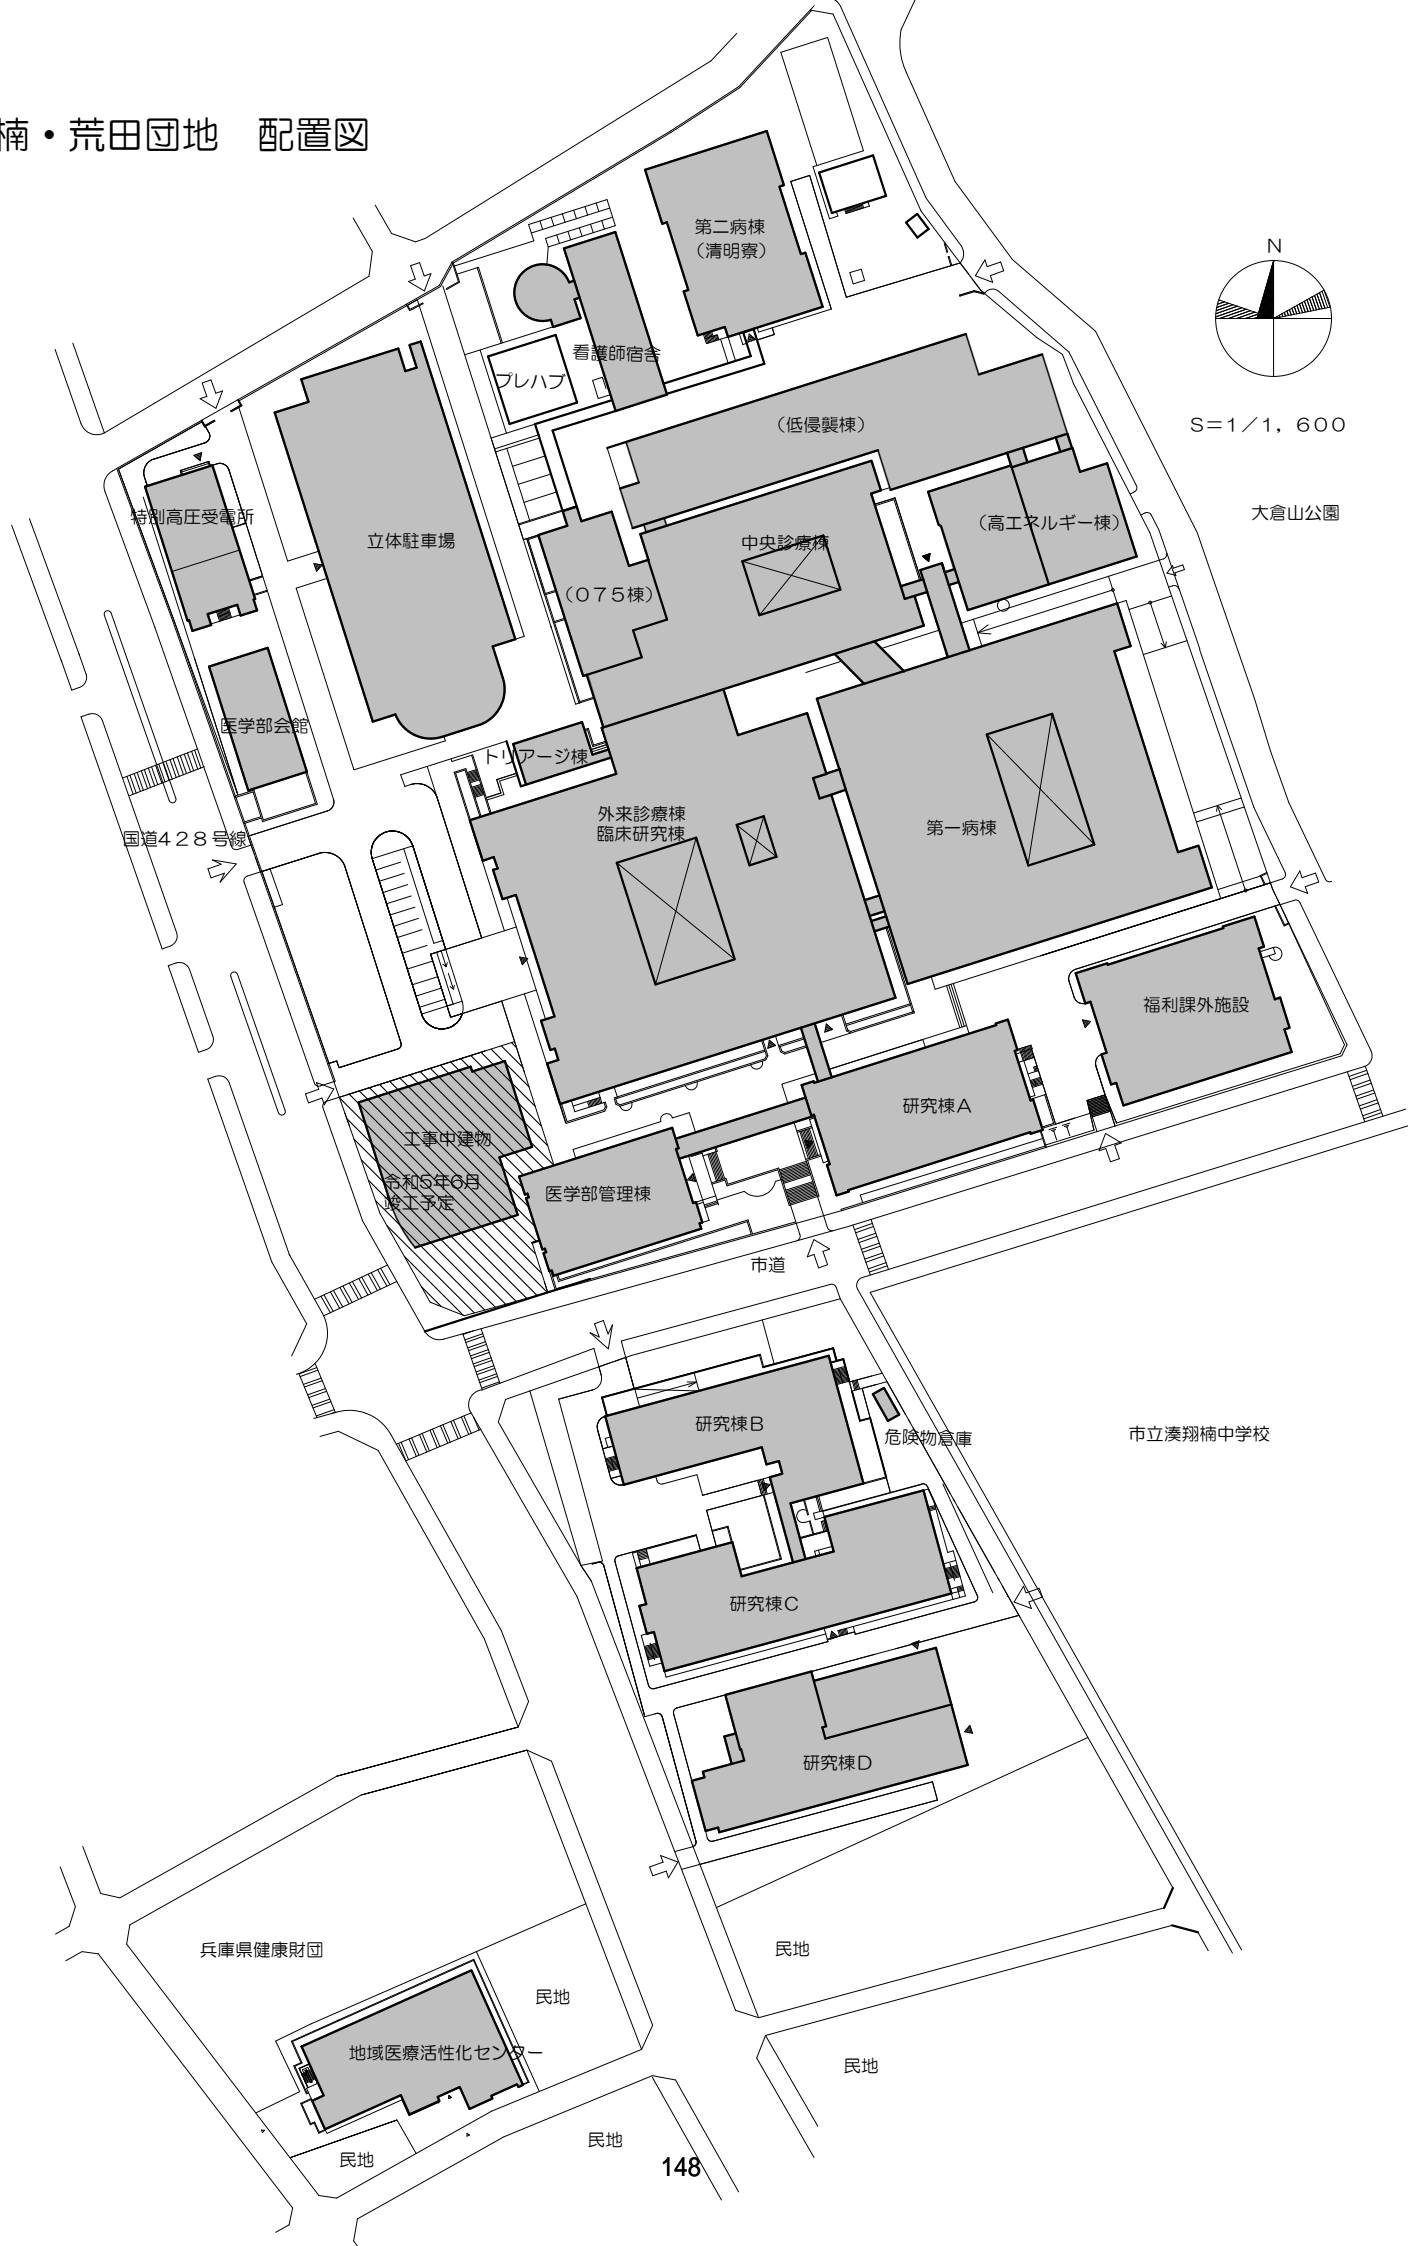 楠・荒田団地　配置図
第二病棟
（清明寮）
N
看護師宿舎
プレハブ
（低侵襲棟）
S=1/1,600
大倉山公園
特別高圧受電所
立体駐車場
中央診療棟
（高エネルギー棟）
（075棟）
医学部会館
トリアージ棟
外来診療棟
臨床研究棟
第一病棟
国道428号線
福利課外施設
研究棟A
工事中建物
令和5年6月
竣工予定
医学部管理棟
市道
研究棟B
危険物倉庫
市立湊翔楠中学校
研究棟C
研究棟D
兵庫県健康財団
民地
民地
地域医療活性化センター
民地
民地
民地
148